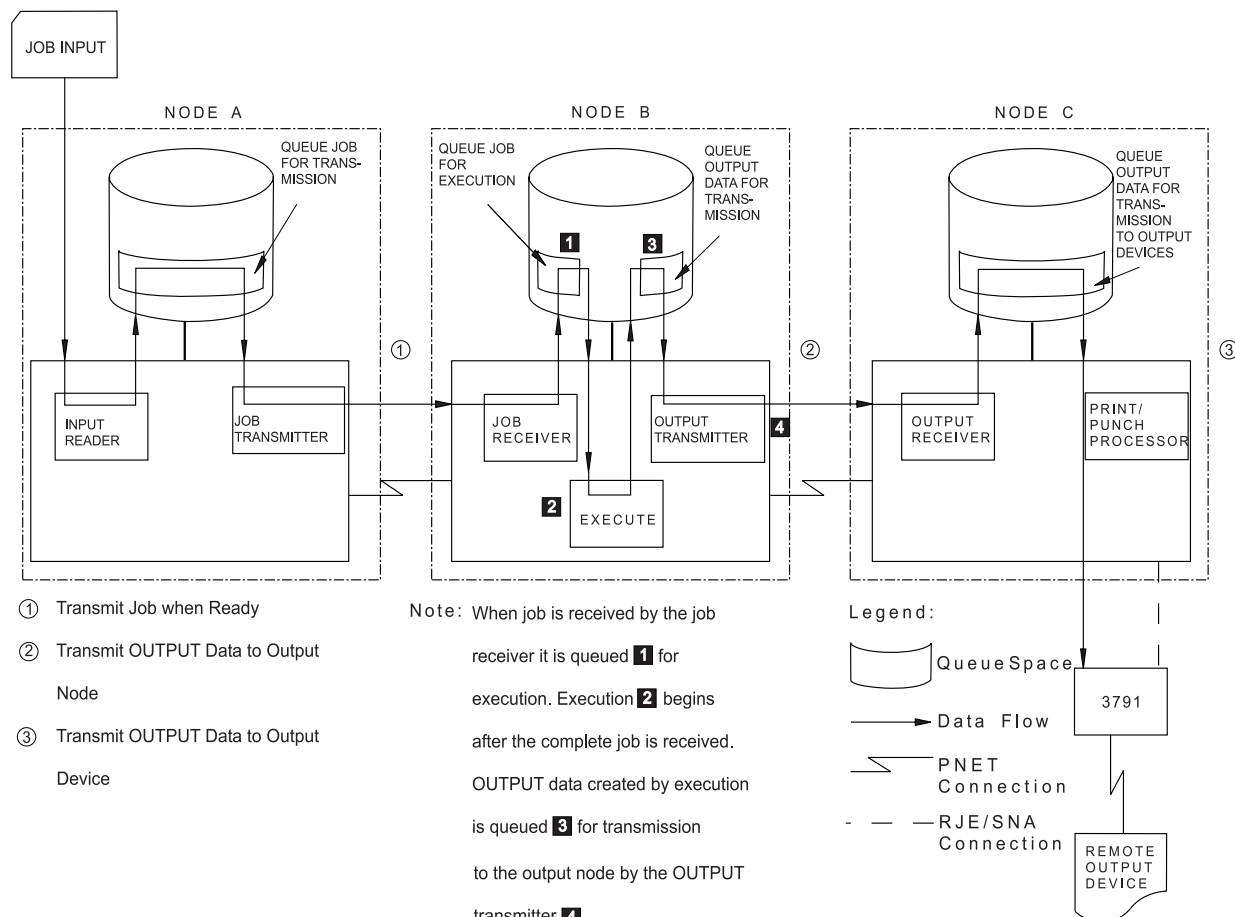 JOB INPUT
NODE A
NODE B
NODE C
QUEUE JOB
FOR TRANS-
MISSION
QUEUE JOB
FOR
EXECUTION
QUEUE
OUTPUT
DATA FOR
TRANS-
MISSION
QUEUE
OUTPUT
DATA FOR
TRANS-
MISSION
TO OUTPUT
DEVICES
1
3
1
2
3
INPUT
READER
JOB
TRANSMITTER
JOB
RECEIVER
OUTPUT
TRANSMITTER
4
OUTPUT
RECEIVER
PRINT/
PUNCH
PROCESSOR
2
EXECUTE
1 Transmit Job when Ready
2 Transmit OUTPUT Data to Output
Node
3 Transmit OUTPUT Data to Output
Device
Note: When job is received by the job
receiver it is queued 1 for
execution. Execution 2 begins
after the complete job is received.
OUTPUT data created by execution
is queued 3 for transmission
to the output node by the OUTPUT
transmitter 4
Legend:
QueueSpace
Data Flow
PNET
Connection
RJE/SNA
Connection
3791
REMOTE
OUTPUT
DEVICE